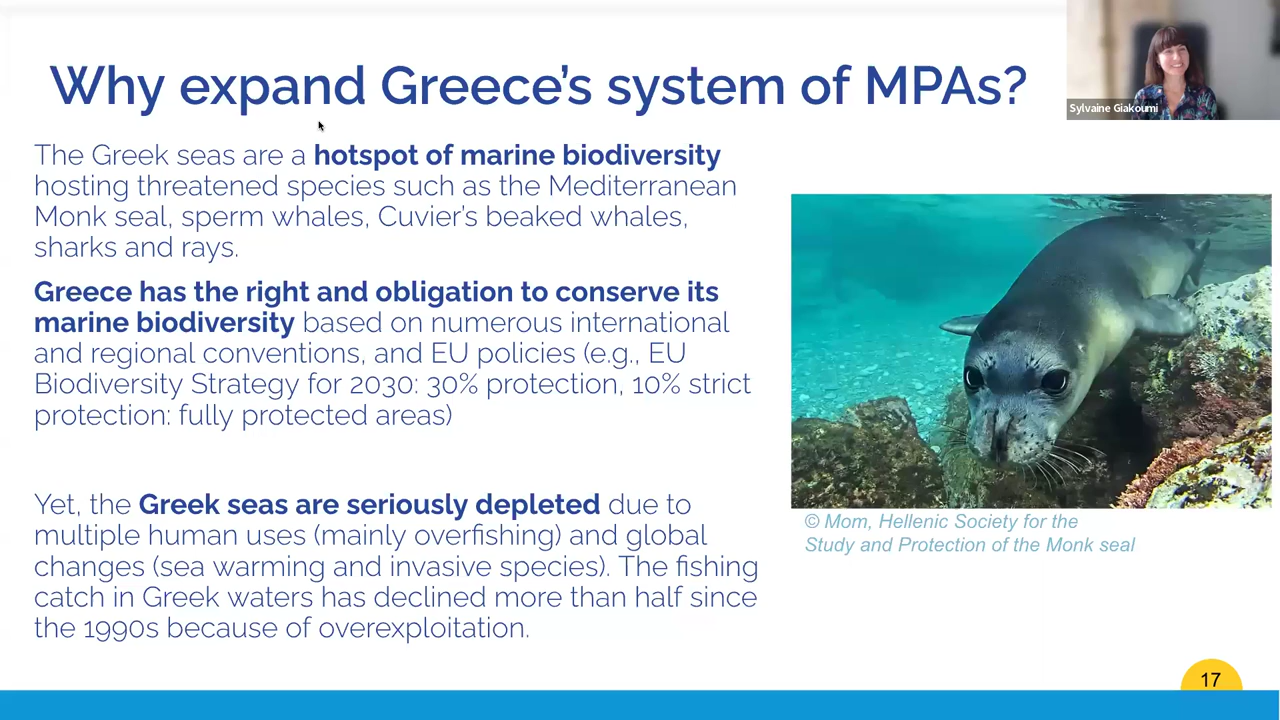 Why expand Greece’s system of MPAs?
Sylvaine Giakoumi
The Greek seas are a hotspot of marine biodiversity
hosting threatened species such as the Mediterranean
Monk seal, sperm whales, Cuvier’s beaked whales,
sharks and rays.
Greece has the right and obligation to conserve its
marine biodiversity based on numerous international
and regional conventions, and EU policies (e.g., EU
Biodiversity Strategy for 2030: 30% protection, 10% strict
protection: fully protected areas)
Yet, the Greek seas are seriously depleted due to
multiple human uses (mainly overfishing) and global
changes (sea warming and invasive species). The fishing
catch in Greek waters has declined more than half since
the 1990s because of overexploitation.
© Mom, Hellenic Society for the
Study and Protection of the Monk seal
17